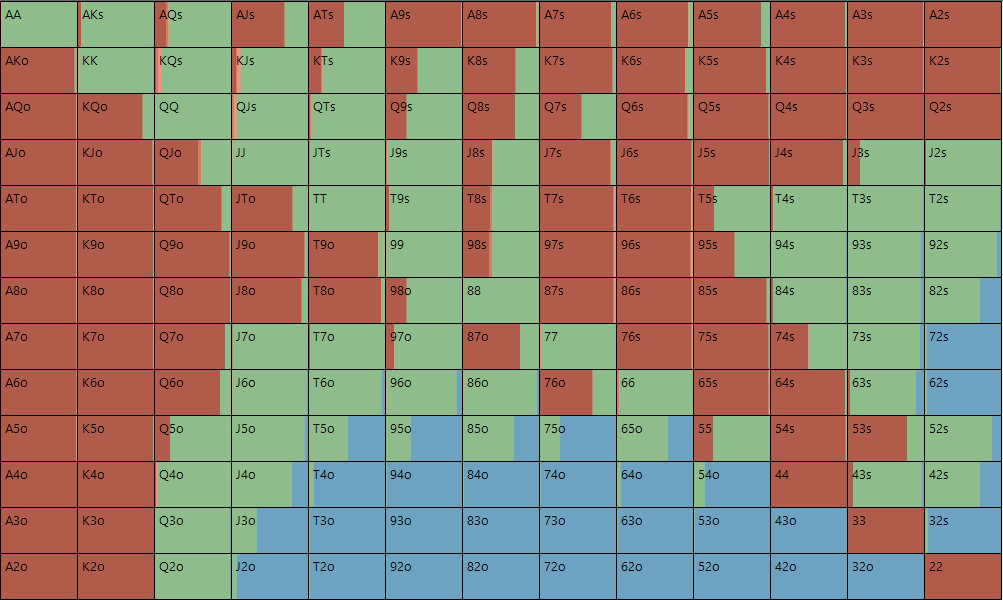 AA AKs AQs AJs ATs A9s A8s A7s A6s A5s A4s A3s A2s
AKo KK KQs KJs KTs K9s K8s K7s K6s K5s K4s K3s K2s
AQo KQo QQ QJs QTs Q9s Q8s Q7s Q6s Q5s Q4s Q3s Q2s
AJo KJo QJo JJ JTs J9s J8s J7s J6s J5s J4s J3s J2s
ATo KTo QTo JTo TT T9s T8s T7s T6s T5s T4s T3s T2s
A9o K9o Q9o J9o T9o 99 98s 97s 96s 95s 94s 93s 92s
A8o K8o Q8o J8o T8o 98o 88 87s 86s 85s 84s 83s 82s
A7o K7o Q7o J7o T7o 97o 87o 77 76s 75s 74s 73s 72s
A6o K6o Q6o J6o T6o 96o 86o 76o 66 65s 64s 63s 62s
A5o K5o Q5o J5o T5o 95o 85o 75o 65o 55 54s 53s 52s
A4o K4o Q4o J4o T4o 94o 84o 74o 64o 54o 44 43s 42s
A3o K3o Q3o J3o T3o 93o 83o 73o 63o 53o 43o 33 32s
A2o K2o Q2o J2o T2o 92o 82o 72o 62o 52o 42o 32o 22